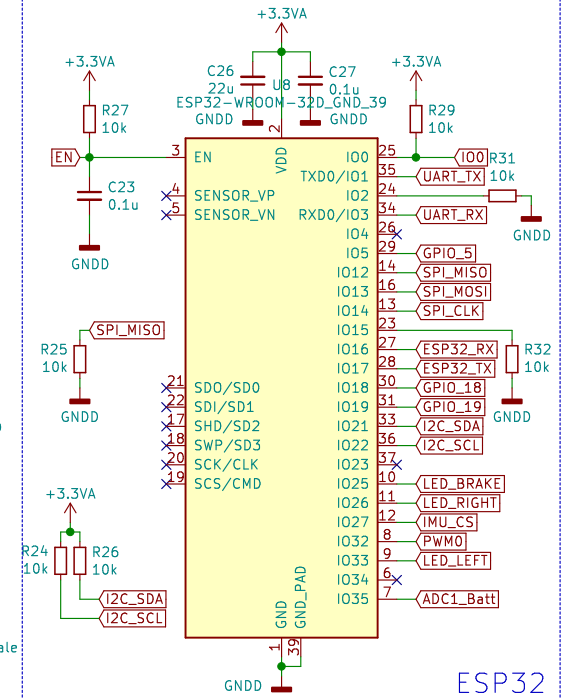 +3.3VA
+3.3VA
+3.3VA
C26
22u
U8
C27
0.1u
ESP32-WROOM-32D_GND_39
GNDD
GNDD
R27
10k
R29
10k
2
VDD
EN
3
EN
IO0
25
IO0
R31
10k
TXD0/IO1
35
UART_TX
C23
0.1u
4
SENSOR_VP
IO2
24
5
SENSOR_VN
RXD0/IO3
34
UART_RX
GNDD
IO4
26
GNDD
IO5
29
GPIO_5
IO12
14
SPI_MISO
IO13
16
SPI_MOSI
IO14
13
SPI_CLK
SPI_MISO
IO15
23
R25
10k
IO16
27
ESP32_RX
R32
10k
IO17
28
ESP32_TX
21
SDO/SD0
IO18
30
GPIO_18
GNDD
22
SDI/SD1
IO19
31
GPIO_19
GNDD
17
SHD/SD2
IO21
33
I2C_SDA
18
SWP/SD3
IO22
36
I2C_SCL
20
SCK/CLK
IO23
37
19
SCS/CMD
IO25
10
LED_BRAKE
+3.3VA
IO26
11
LED_RIGHT
IO27
12
IMU_CS
R24
10k
R26
10k
IO32
8
PWM0
IO33
9
LED_LEFT
IO34
6
I2C_SDA
IO35
7
ADC1_Batt
I2C_SCL
GND
GND_PAD
1
39
ale
GNDD
ESP32